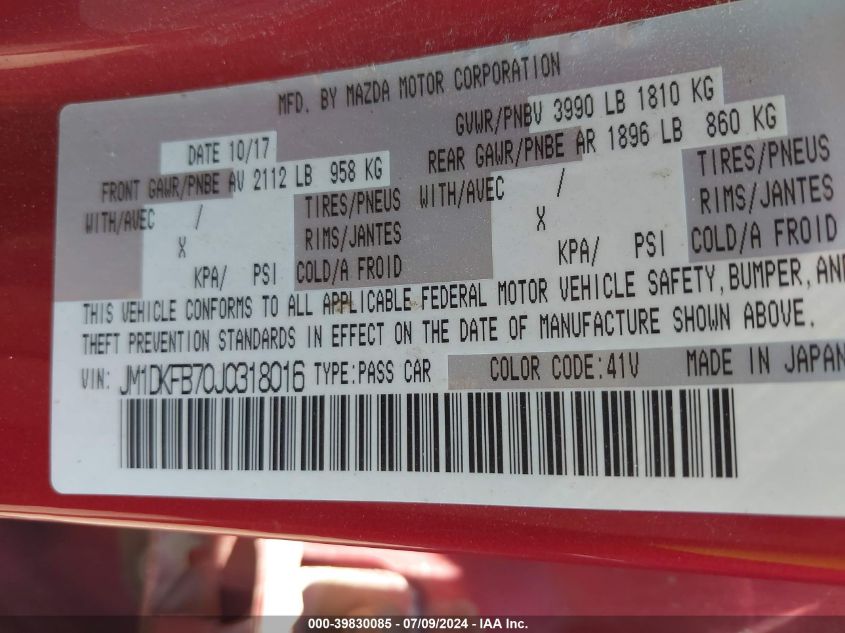 MFD. BY MAZDA MOTOR CORPORATION
DATE 10/17 GVWR/PNBV 3990 LB 1810 KG
FRONT GAWR/PNBE AV 2112 LB 958 KG REAR GAWR/PNBE AR 1896 LB 860 KG
WITH/AVEC / TIRES/PNEUS WITH/AVEC / TIRES/PNEUS
X RIMS/JANTES X RIMS/JANTES
KPA/ PSI COLD/A FROID KPA/ PSI COLD/A FROID
THIS VEHICLE CONFORMS TO ALL APPLICABLE FEDERAL MOTOR VEHICLE SAFETY, BUMPER, AND
THEFT PREVENTION STANDARDS IN EFFECT ON THE DATE OF MANUFACTURE SHOWN ABOVE.
VIN: JM1DKFB70J0318016 TYPE:PASS CAR COLOR CODE:41V MADE IN JAPAN
000-39830085 - 07/09/2024 - IAA Inc.